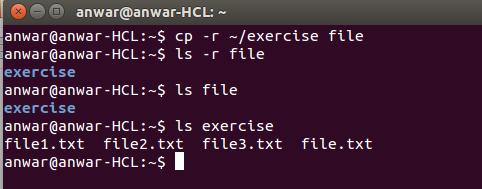 anwar@anwar-HCL: ~
anwar@anwar-HCL:~$ cp -r ~/exercise file
anwar@anwar-HCL:~$ ls -r file
exercise
anwar@anwar-HCL:~$ ls file
exercise
anwar@anwar-HCL:~$ ls exercise
file1.txt  file2.txt  file3.txt  file.txt
anwar@anwar-HCL:~$